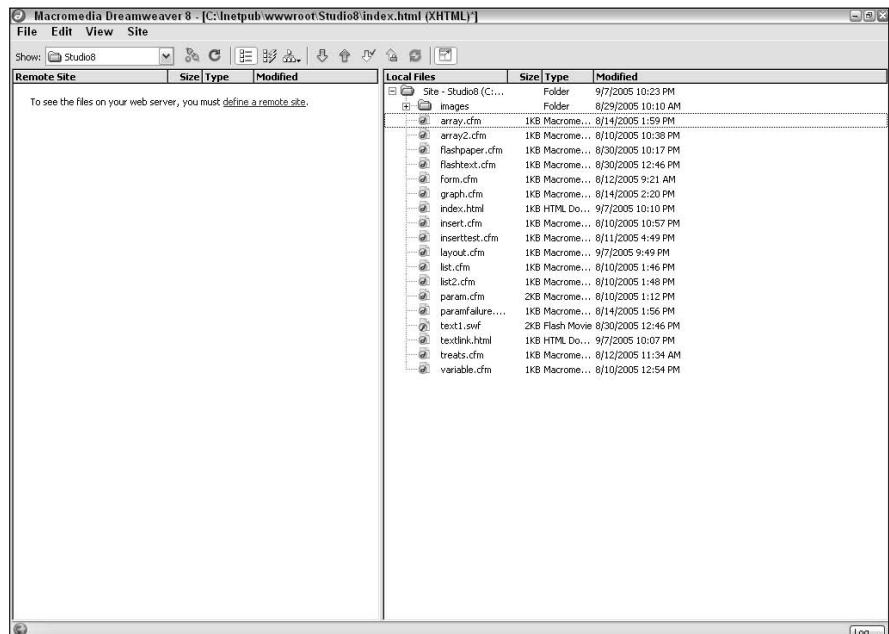 Macromedia Dreamweaver 8 - [C:\Inetpub\wwwroot\Studio8\index.html (XHTML)*]
File Edit View Site
Show: Studio8
Remote Site Size Type Modified
To see the files on your web server, you must define a remote site.
Local Files Size Type Modified
Site - Studio8 (C:... Folder 9/7/2005 10:23 PM
images Folder 8/29/2005 10:10 AM
array.cfm 1KB Macrome... 8/14/2005 1:59 PM
array2.cfm 1KB Macrome... 8/10/2005 10:38 PM
flashpaper.cfm 1KB Macrome... 8/30/2005 10:17 PM
flashtext.cfm 1KB Macrome... 8/30/2005 12:46 PM
form.cfm 1KB Macrome... 8/12/2005 9:21 AM
graph.cfm 1KB Macrome... 8/14/2005 2:20 PM
index.html 1KB HTML Do... 9/7/2005 10:10 PM
insert.cfm 1KB Macrome... 8/10/2005 10:57 PM
inserttest.cfm 1KB Macrome... 8/11/2005 4:49 PM
layout.cfm 1KB Macrome... 9/7/2005 9:49 PM
list.cfm 1KB Macrome... 8/10/2005 1:46 PM
list2.cfm 1KB Macrome... 8/10/2005 1:48 PM
param.cfm 2KB Macrome... 8/10/2005 1:12 PM
paramfailure.... 1KB Macrome... 8/14/2005 1:56 PM
text1.swf 2KB Flash Movie 8/30/2005 12:46 PM
textlink.html 1KB HTML Do... 9/7/2005 10:07 PM
treats.cfm 1KB Macrome... 8/12/2005 11:34 AM
variable.cfm 1KB Macrome... 8/10/2005 12:54 PM
Log...